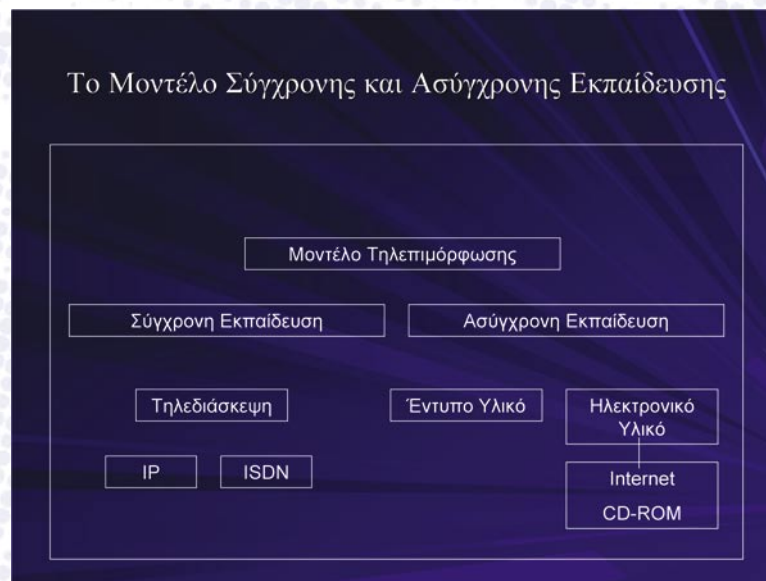 Το Μοντέλο Σύγχρονης και Ασύγχρονης Εκπαίδευσης
Μοντέλο Τηλεπιμόρφωσης
Σύγχρονη Εκπαίδευση
Ασύγχρονη Εκπαίδευση
Τηλεδιάσκεψη
Έντυπο Υλικό
Ηλεκτρονικό
Υλικό
IP
ISDN
Internet
CD-ROM